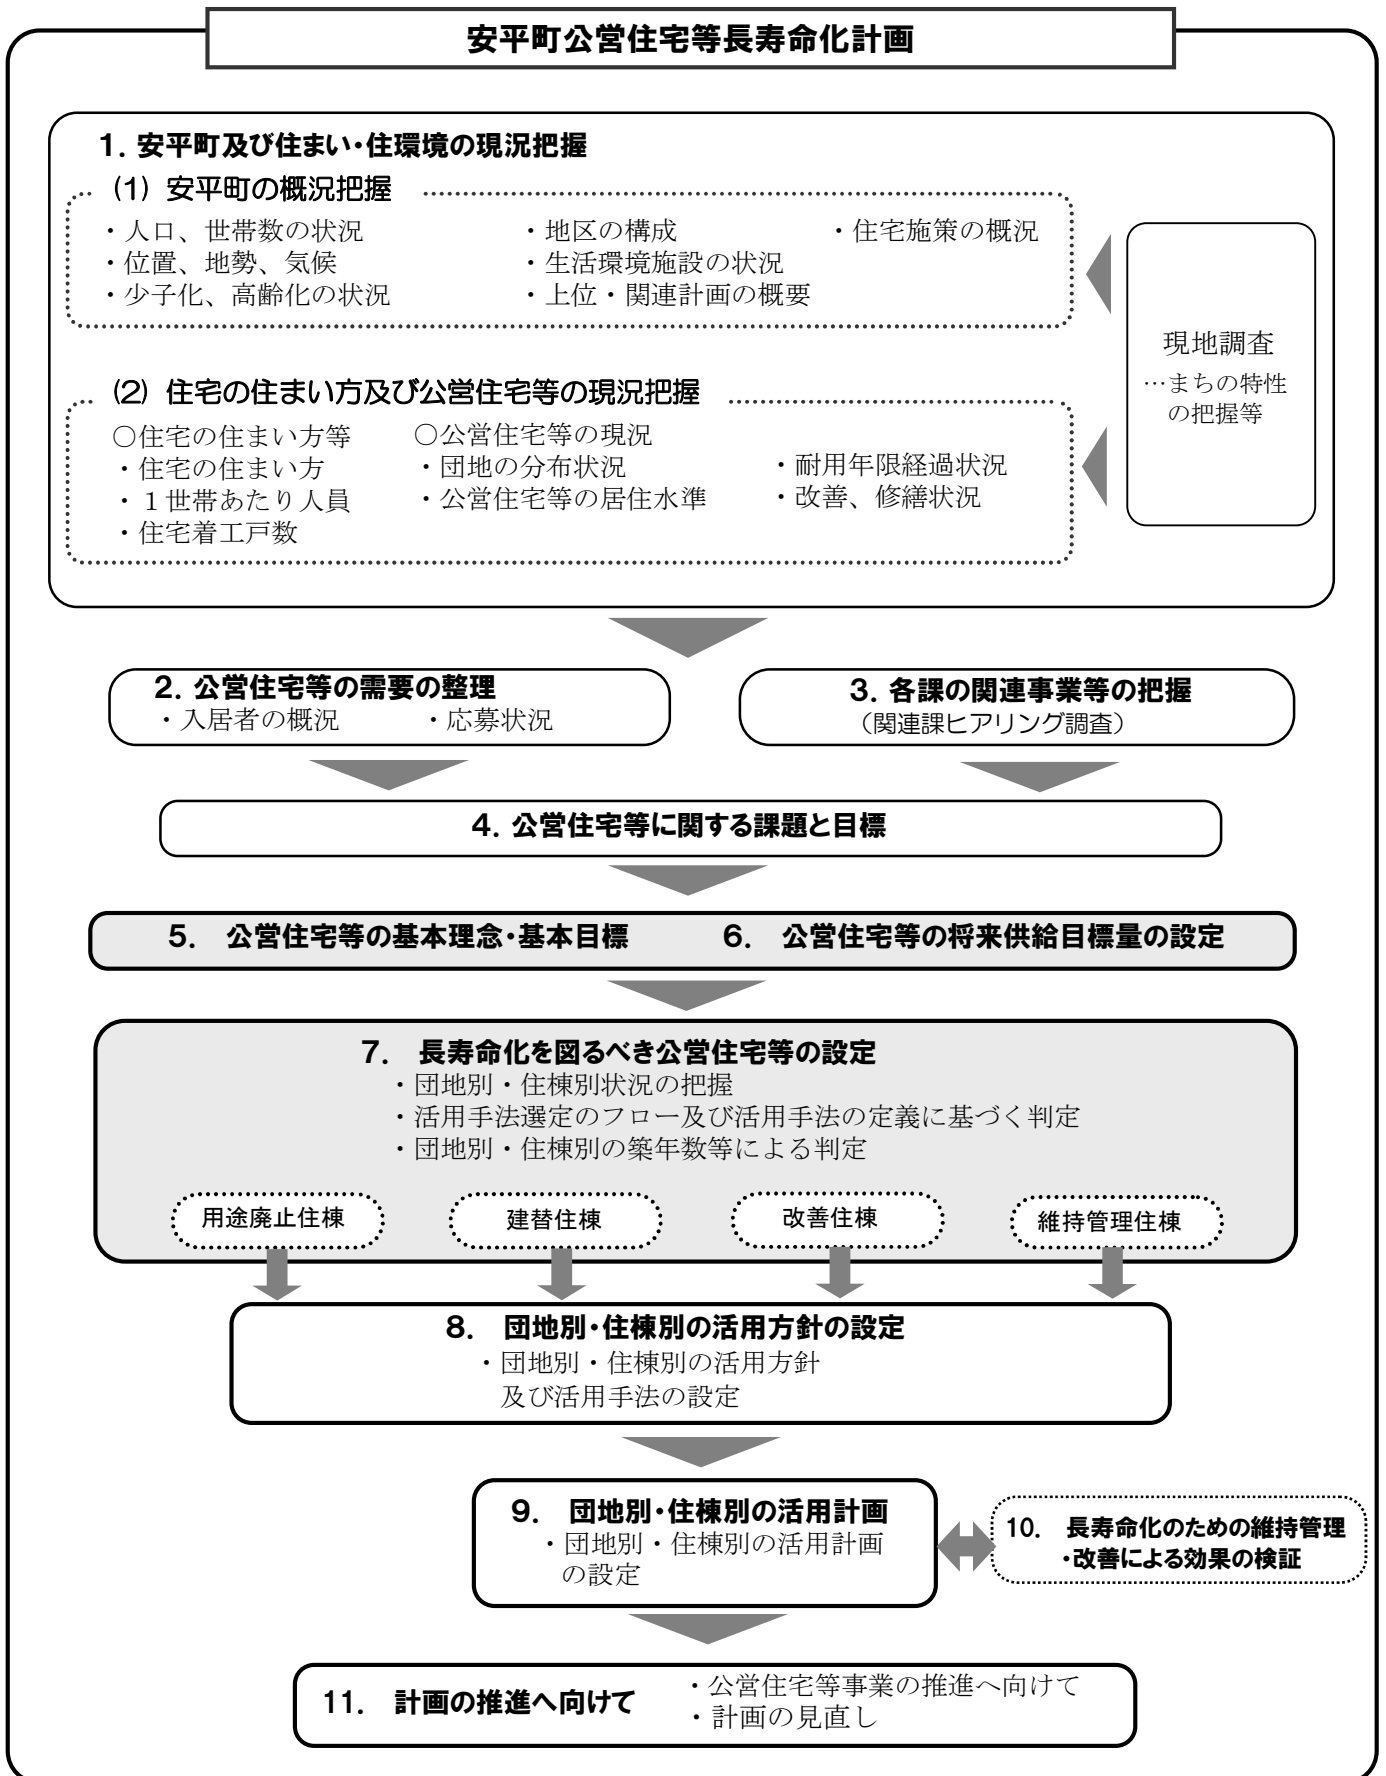 安平町公営住宅等長寿命化計画
1．安平町及び住まい・住環境の現況把握
(1) 安平町の概況把握
・人口、世帯数の状況
・位置、地勢、気候
・少子化、高齢化の状況
・地区の構成
・生活環境施設の状況
・上位・関連計画の概要
・住宅施策の概況
(2) 住宅の住まい方及び公営住宅等の現況把握
○住宅の住まい方等
・住宅の住まい方
・１世帯あたり人員
・住宅着工戸数
○公営住宅等の現況
・団地の分布状況
・公営住宅等の居住水準
・耐用年限経過状況
・改善、修繕状況
現地調査
…まちの特性
の把握等
2．公営住宅等の需要の整理
・入居者の概況 ・応募状況
3．各課の関連事業等の把握
（関連課ヒアリング調査）
4．公営住宅等に関する課題と目標
5． 公営住宅等の基本理念・基本目標 6． 公営住宅等の将来供給目標量の設定
7． 長寿命化を図るべき公営住宅等の設定
・団地別・住棟別状況の把握
・活用手法選定のフロー及び活用手法の定義に基づく判定
・団地別・住棟別の築年数等による判定
用途廃止住棟 建替住棟 改善住棟 維持管理住棟
8． 団地別・住棟別の活用方針の設定
・団地別・住棟別の活用方針
及び活用手法の設定
9． 団地別・住棟別の活用計画
・団地別・住棟別の活用計画
の設定
10． 長寿命化のための維持管理
・改善による効果の検証
11． 計画の推進へ向けて
・公営住宅等事業の推進へ向けて
・計画の見直し